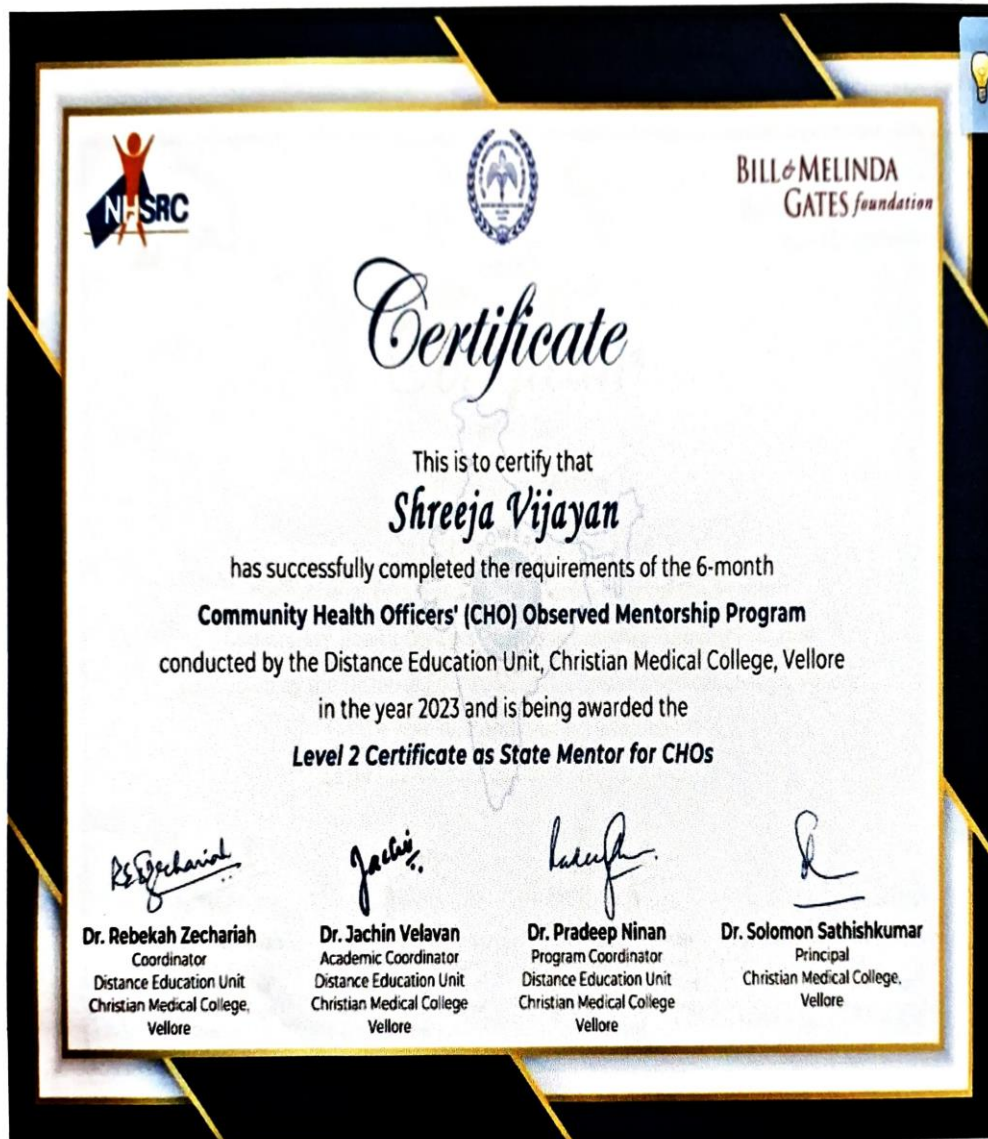 NHSRC
BILL & MELINDA
GATES foundation
Certificate
This is to certify that
Shreeja Vijayan
has successfully completed the requirements of the 6-month
Community Health Officers' (CHO) Observed Mentorship Program
conducted by the Distance Education Unit, Christian Medical College, Vellore
in the year 2023 and is being awarded the
Level 2 Certificate as State Mentor for CHOs
Dr. Rebekah Zechariah
Coordinator
Distance Education Unit
Christian Medical College,
Vellore
Dr. Jachin Velavan
Academic Coordinator
Distance Education Unit
Christian Medical College
Vellore
Dr. Pradeep Ninan
Program Coordinator
Distance Education Unit
Christian Medical College
Vellore
Dr. Solomon Sathishkumar
Principal
Christian Medical College,
Vellore